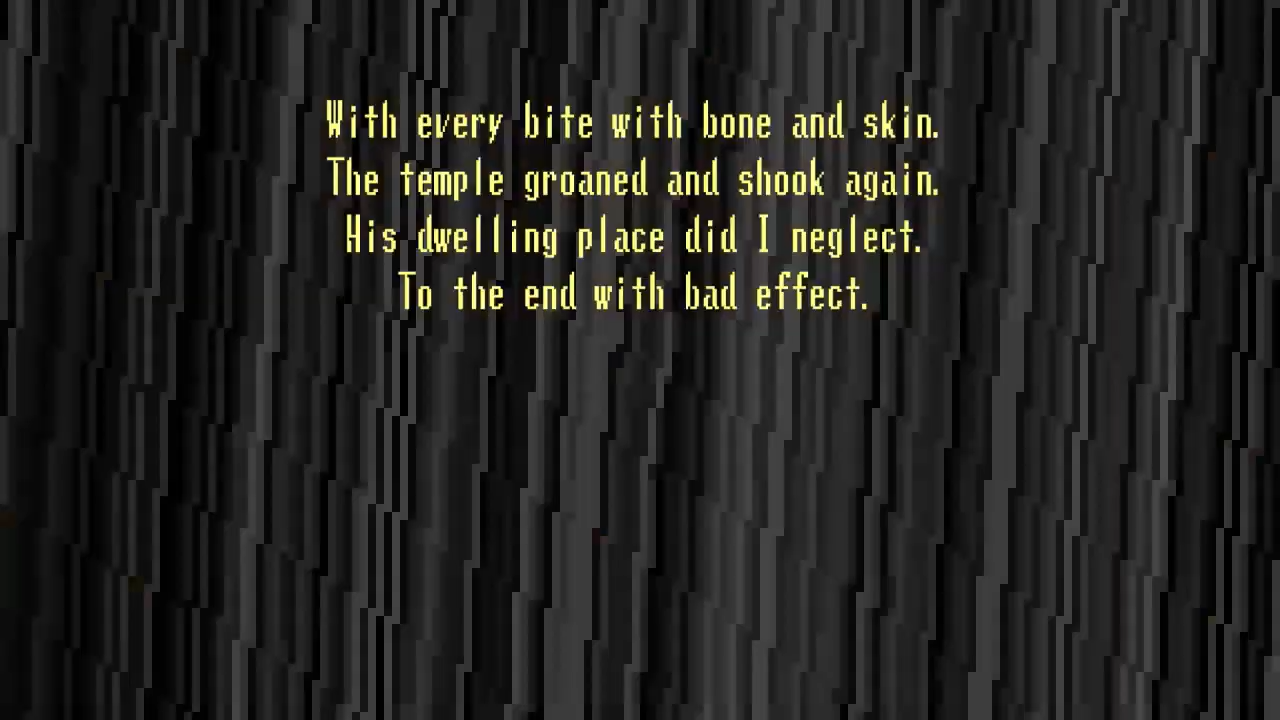 With every bite with bone and skin.
The temple groaned and shook again.
His dwelling place did I neglect.
To the end with bad effect.